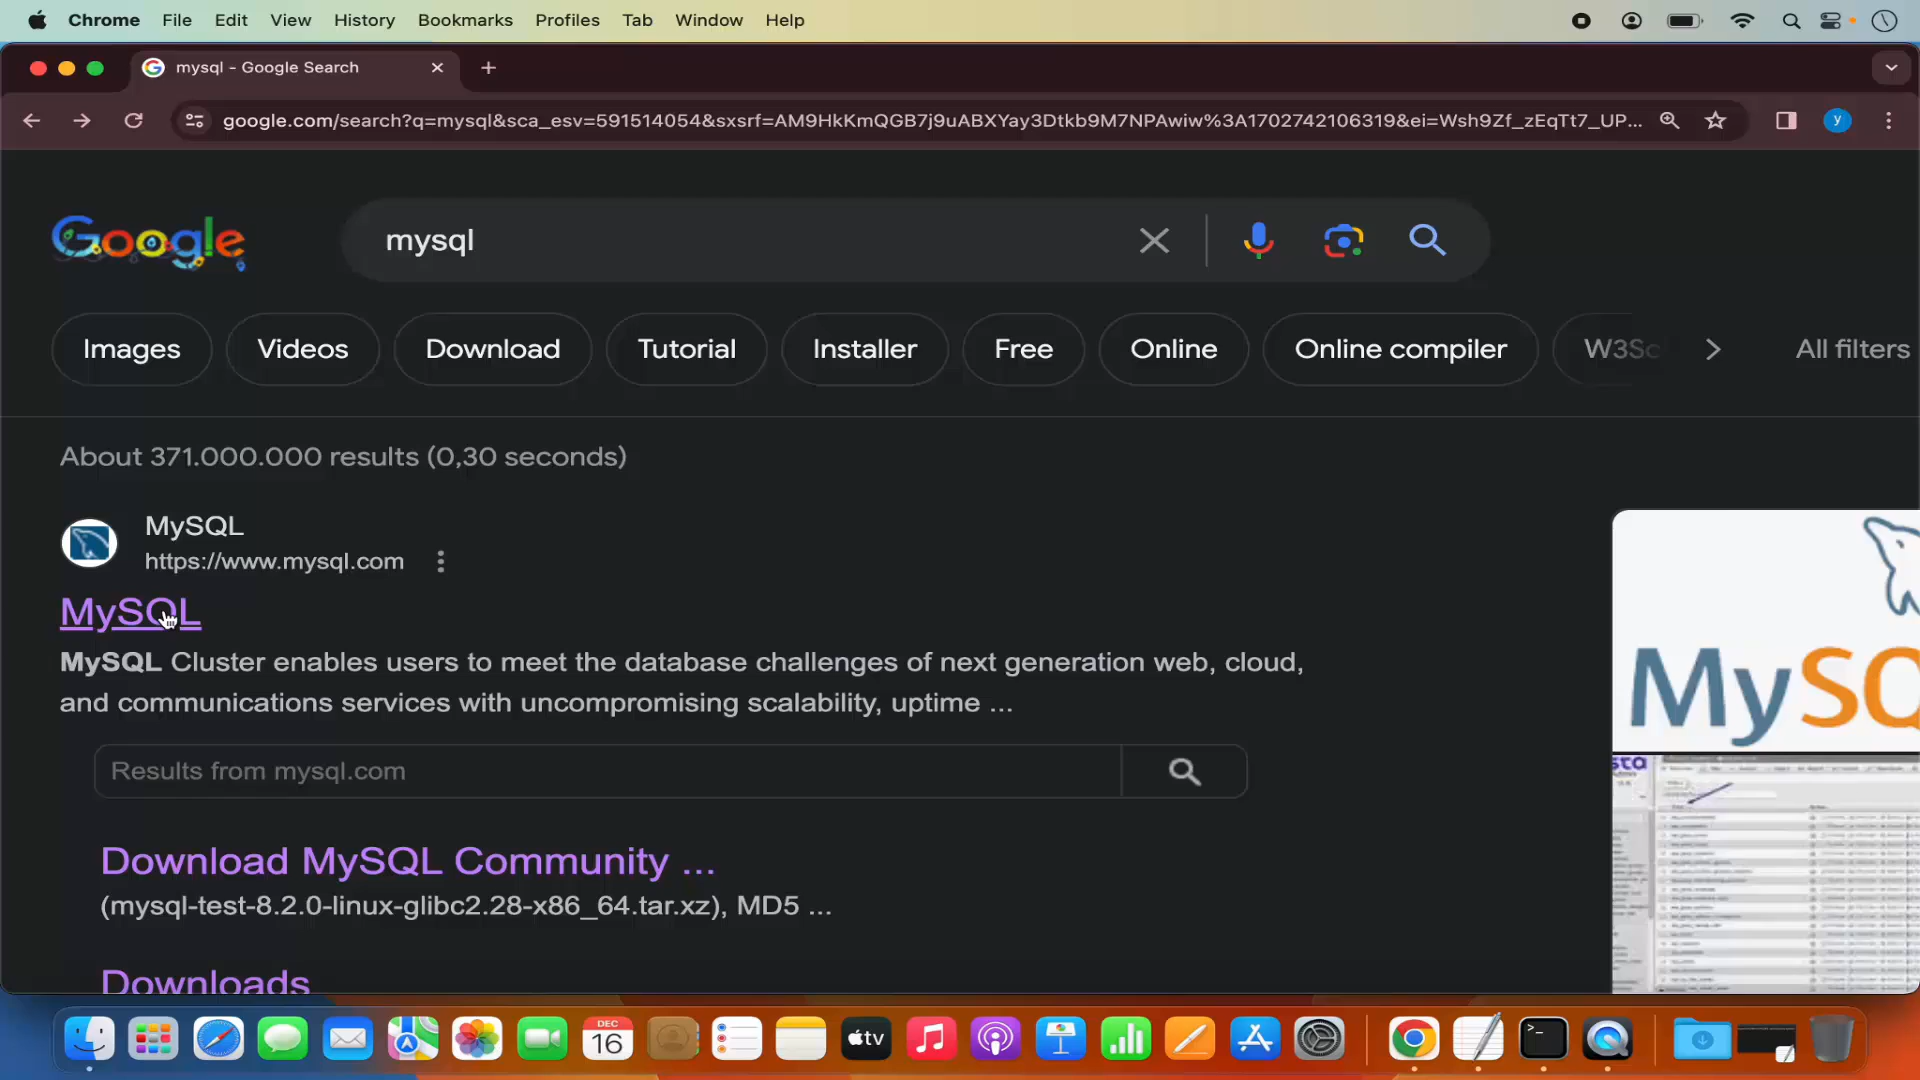 Chrome File Edit View History Bookmarks Profiles Tab Window Help
mysql - Google Search
google.com/search?q=mysql&sca_esv=591514054&sxsrf=AM9HkKmQGB7j9uABXYay3Dtkb9M7NPAwiw%3A1702742106319&ei=Wsh9Zf_zEqTt7_UP...
y
Google
mysql
Images Videos Download Tutorial Installer Free Online Online compiler W3Sc All filters
About 371.000.000 results (0,30 seconds)
MySQL
https://www.mysql.com
MySQL
MySQL Cluster enables users to meet the database challenges of next generation web, cloud,
and communications services with uncompromising scalability, uptime ...
Results from mysql.com
Download MySQL Community ...
(mysql-test-8.2.0-linux-glibc2.28-x86_64.tar.xz), MD5 ...
Downloads
MySQ
sta
DEC
16
tv